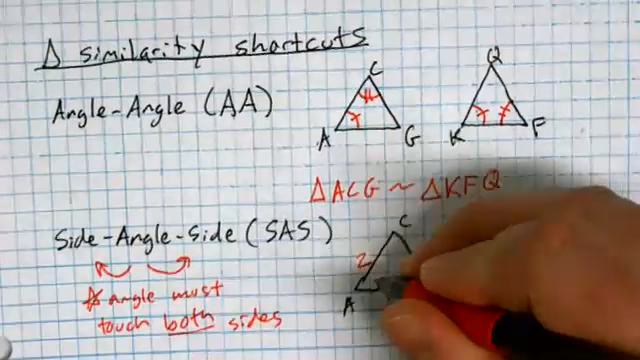 Δ similarity shortcuts
Angle-Angle (AA)
C
A
G
Q
K
F
ΔACG ~ ΔKFQ
Side-Angle-Side (SAS)
* angle must
touch both sides
C
2
A